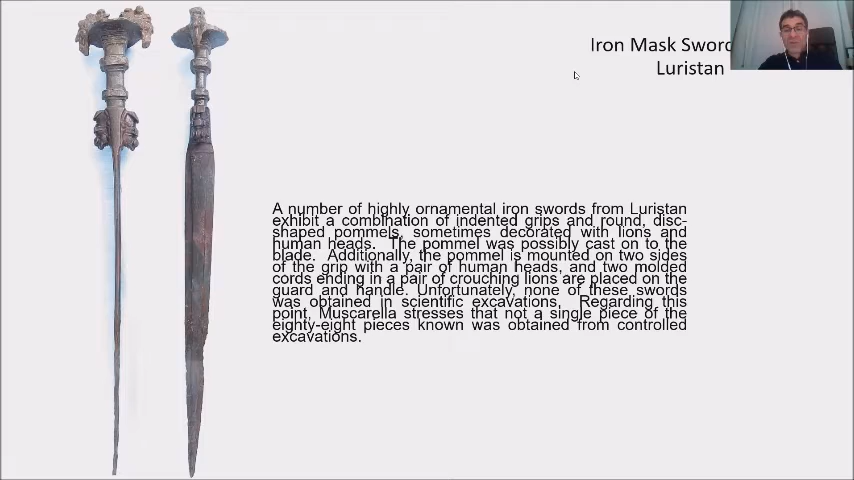 Iron Mask Sword
Luristan
A number of highly ornamental iron swords from Luristan
exhibit a combination of indented grips and round, disc-
shaped pommels, sometimes decorated with lions and
human heads. The pommel was possibly cast on to the
blade. Additionally, the pommel is mounted on two sides
of the grip with a pair of human heads, and two molded
cords ending in a pair of crouching lions are placed on the
guard and handle. Unfortunately, none of these swords
was obtained in scientific excavations. Regarding this
point, Muscarella stresses that not a single piece of the
eighty-eight pieces known was obtained from controlled
excavations.